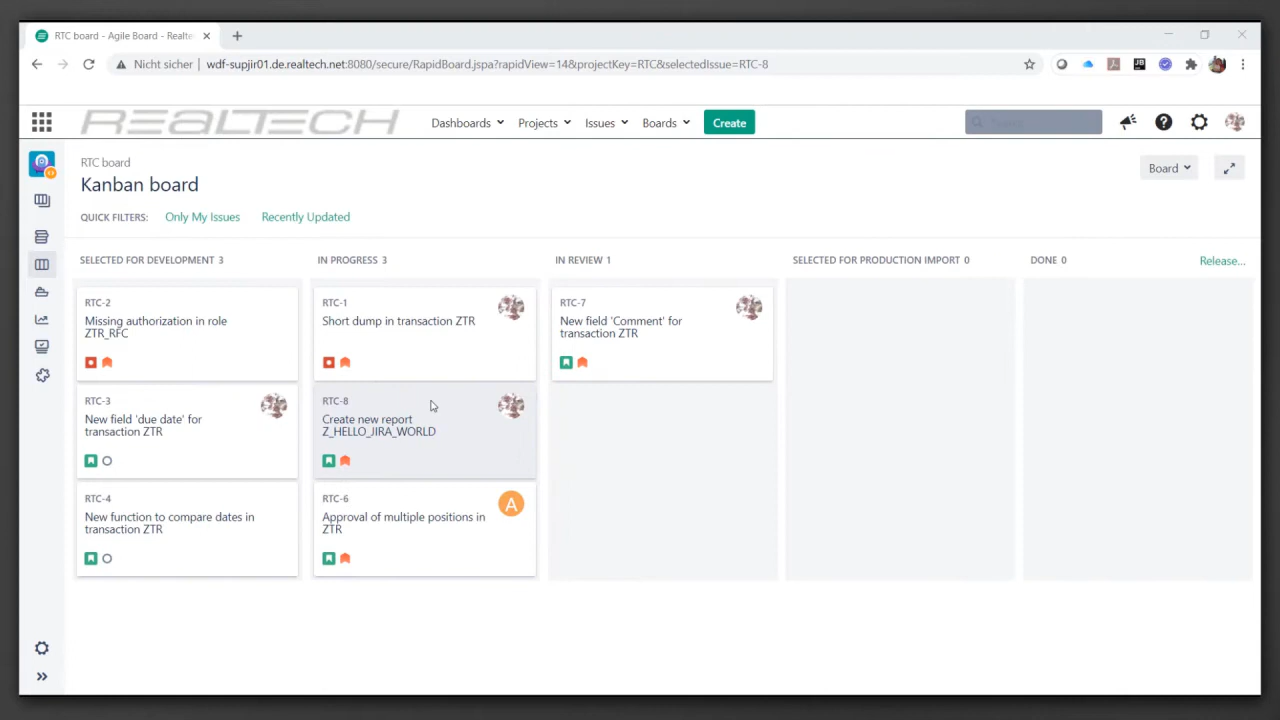 RTC board - Agile Board - Realte
Nicht sicher | wdf-supjir01.de.realtech.net:8080/secure/RapidBoard.jspa?rapidView=14&projectKey=RTC&selectedIssue=RTC-8
REALTECH
Dashboards Projects Issues Boards Create
RTC board
Kanban board
Board
QUICK FILTERS: Only My Issues Recently Updated
SELECTED FOR DEVELOPMENT 3 IN PROGRESS 3 IN REVIEW 1 SELECTED FOR PRODUCTION IMPORT 0 DONE 0 Release...
RTC-2
Missing authorization in role
ZTR_RFC
RTC-3
New field 'due date' for
transaction ZTR
RTC-4
New function to compare dates in
transaction ZTR
RTC-1
Short dump in transaction ZTR
RTC-8
Create new report
Z_HELLO_JIRA_WORLD
RTC-6
Approval of multiple positions in
ZTR
A
RTC-7
New field 'Comment' for
transaction ZTR